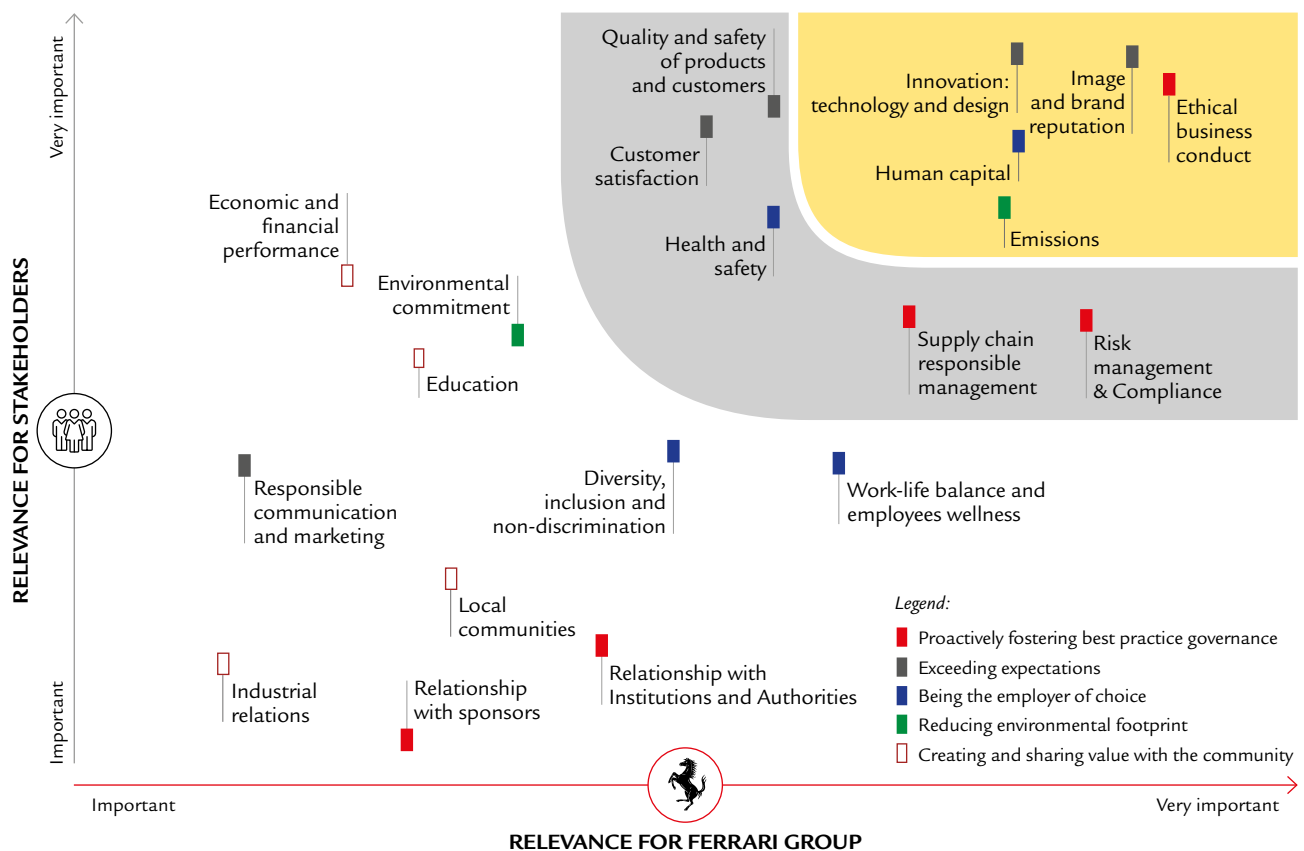 Very important
RELEVANCE FOR STAKEHOLDERS
Important
Quality and safety
of products
and customers
Customer
satisfaction
Health and
safety
Innovation:
technology and design
Image
and brand
reputation
Ethical
business
conduct
Human capital
Emissions
Economic and
financial
performance
Environmental
commitment
Education
Supply chain
responsible
management
Risk
management
& Compliance
Responsible
communication
and marketing
Diversity,
inclusion and
non-discrimination
Work-life balance and
employees wellness
Local
communities
Industrial
relations
Relationship
with sponsors
Relationship with
Institutions and Authorities
Legend:
Proactively fostering best practice governance
Exceeding expectations
Being the employer of choice
Reducing environmental footprint
Creating and sharing value with the community
Important
Very important
RELEVANCE FOR FERRARI GROUP